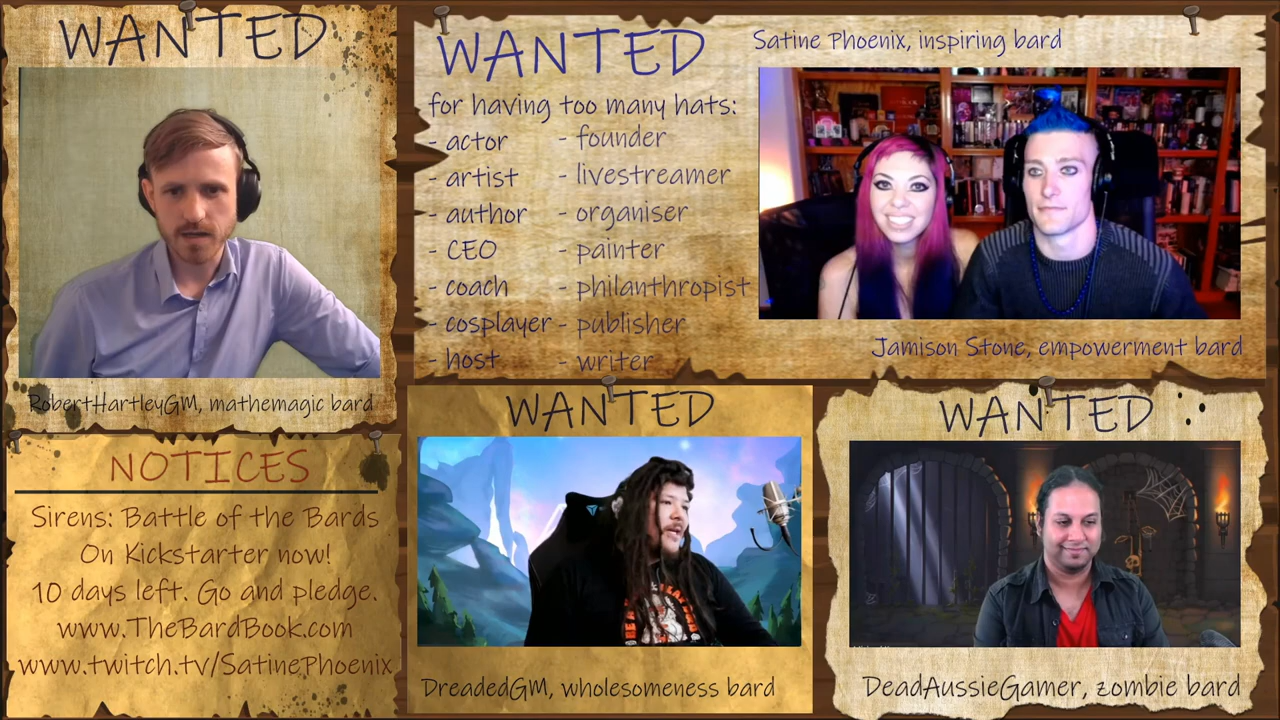 WANTED
RobertHartleyGM, mathemagic bard
WANTED
for having too many hats:
- actor
- artist
- author
- CEO
- coach
- cosplayer
- host
- founder
- livestreamer
- organiser
- painter
- philanthropist
- publisher
- writer
Satine Phoenix, inspiring bard
Jamison Stone, empowerment bard
NOTICES
Sirens: Battle of the Bards
On Kickstarter now!
10 days left. Go and pledge.
www.TheBardBook.com
www.twitch.tv/SatinePhoenix
WANTED
DreadedGM, wholesomeness bard
WANTED
DeadAussieGamer, zombie bard